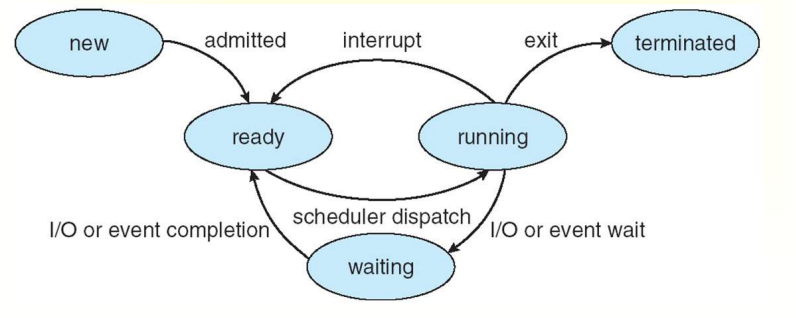 new
admitted
interrupt
exit
terminated
ready
running
scheduler dispatch
I/O or event completion
I/O or event wait
waiting